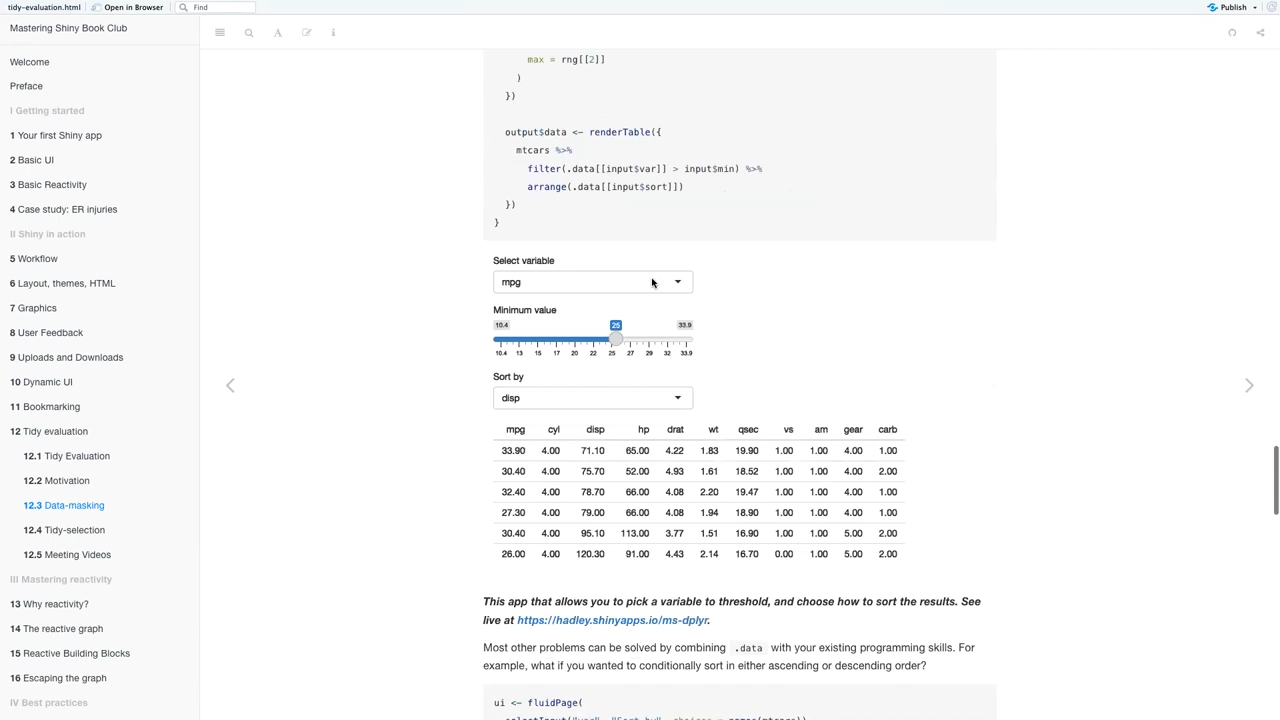 tidy-evaluation.html
Open in Browser
Find
Publish
Mastering Shiny Book Club
Welcome
Preface
I Getting started
1 Your first Shiny app
2 Basic UI
3 Basic Reactivity
4 Case study: ER injuries
II Shiny in action
5 Workflow
6 Layout, themes, HTML
7 Graphics
8 User Feedback
9 Uploads and Downloads
10 Dynamic UI
11 Bookmarking
12 Tidy evaluation
12.1 Tidy Evaluation
12.2 Motivation
12.3 Data-masking
12.4 Tidy-selection
12.5 Meeting Videos
III Mastering reactivity
13 Why reactivity?
14 The reactive graph
15 Reactive Building Blocks
16 Escaping the graph
IV Best practices
max = rng[[2]]
)
})
output$data <- renderTable({
mtcars %>%
filter(.data[[input$var]] > input$min) %>%
arrange(.data[[input$sort]])
})
}
Select variable
mpg
Minimum value
10.4 25 33.9
10.4 13 15 17 20 22 25 27 29 32 33.9
Sort by
disp
mpg cyl disp hp drat wt qsec vs am gear carb
33.90 4.00 71.10 65.00 4.22 1.83 19.90 1.00 1.00 4.00 1.00
30.40 4.00 75.70 52.00 4.93 1.61 18.52 1.00 1.00 4.00 2.00
32.40 4.00 78.70 66.00 4.08 2.20 19.47 1.00 1.00 4.00 1.00
27.30 4.00 79.00 66.00 4.08 1.94 18.90 1.00 1.00 4.00 1.00
30.40 4.00 95.10 113.00 3.77 1.51 16.90 1.00 1.00 5.00 2.00
26.00 4.00 120.30 91.00 4.43 2.14 16.70 0.00 1.00 5.00 2.00
This app that allows you to pick a variable to threshold, and choose how to sort the results. See
live at https://hadley.shinyapps.io/ms-dplyr.
Most other problems can be solved by combining .data with your existing programming skills. For
example, what if you wanted to conditionally sort in either ascending or descending order?
ui <- fluidPage(